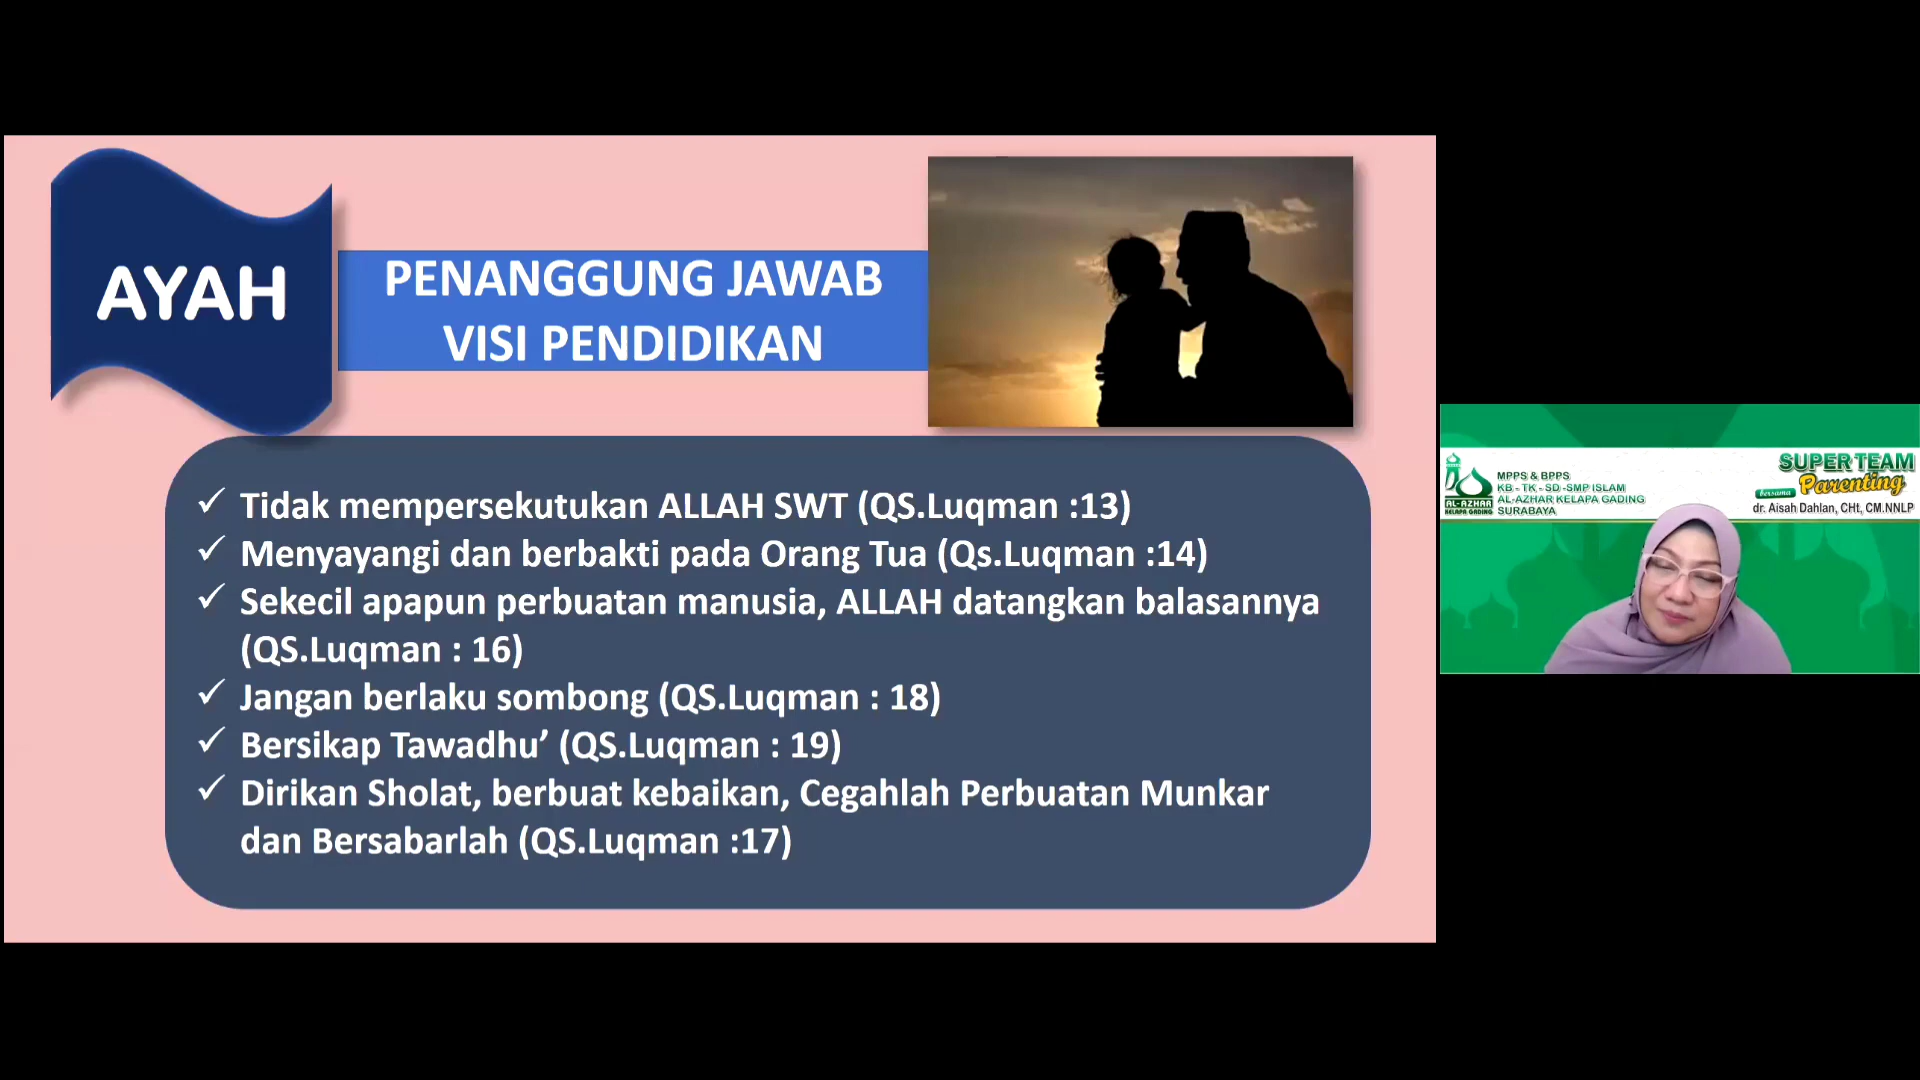 AYAH
PENANGGUNG JAWAB
VISI PENDIDIKAN
✓ Tidak mempersekutukan ALLAH SWT (QS.Luqman :13)
✓ Menyayangi dan berbakti pada Orang Tua (Qs.Luqman :14)
✓ Sekecil apapun perbuatan manusia, ALLAH datangkan balasannya
(QS.Luqman : 16)
✓ Jangan berlaku sombong (QS.Luqman : 18)
✓ Bersikap Tawadhu’ (QS.Luqman : 19)
✓ Dirikan Sholat, berbuat kebaikan, Cegahlah Perbuatan Munkar
dan Bersabarlah (QS.Luqman :17)
AL-AZHAR
KELAPA GADING
MPPS & BPPS
KB - TK - SD -SMP ISLAM
AL-AZHAR KELAPA GADING
SURABAYA
SUPER TEAM
Parenting
bersama
dr. Aisah Dahlan, CHt, CM.NNLP